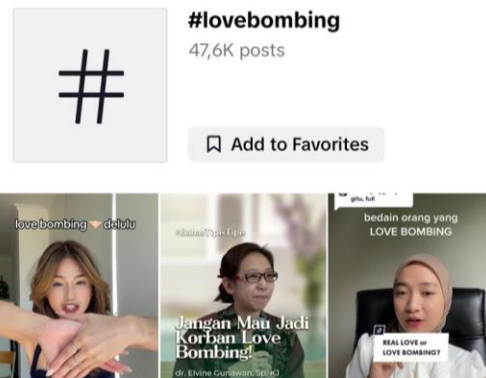 #lovebombing
47,6K posts
Add to Favorites
love bombing 🤝 delulu
Jangan Mau Jadi
Korban Love
Bombing!
dr. Elvine Gunawan, Sp.KJ
gitu, full
bedain orang yang
LOVE BOMBING
REAL LOVE or
LOVE BOMBING?